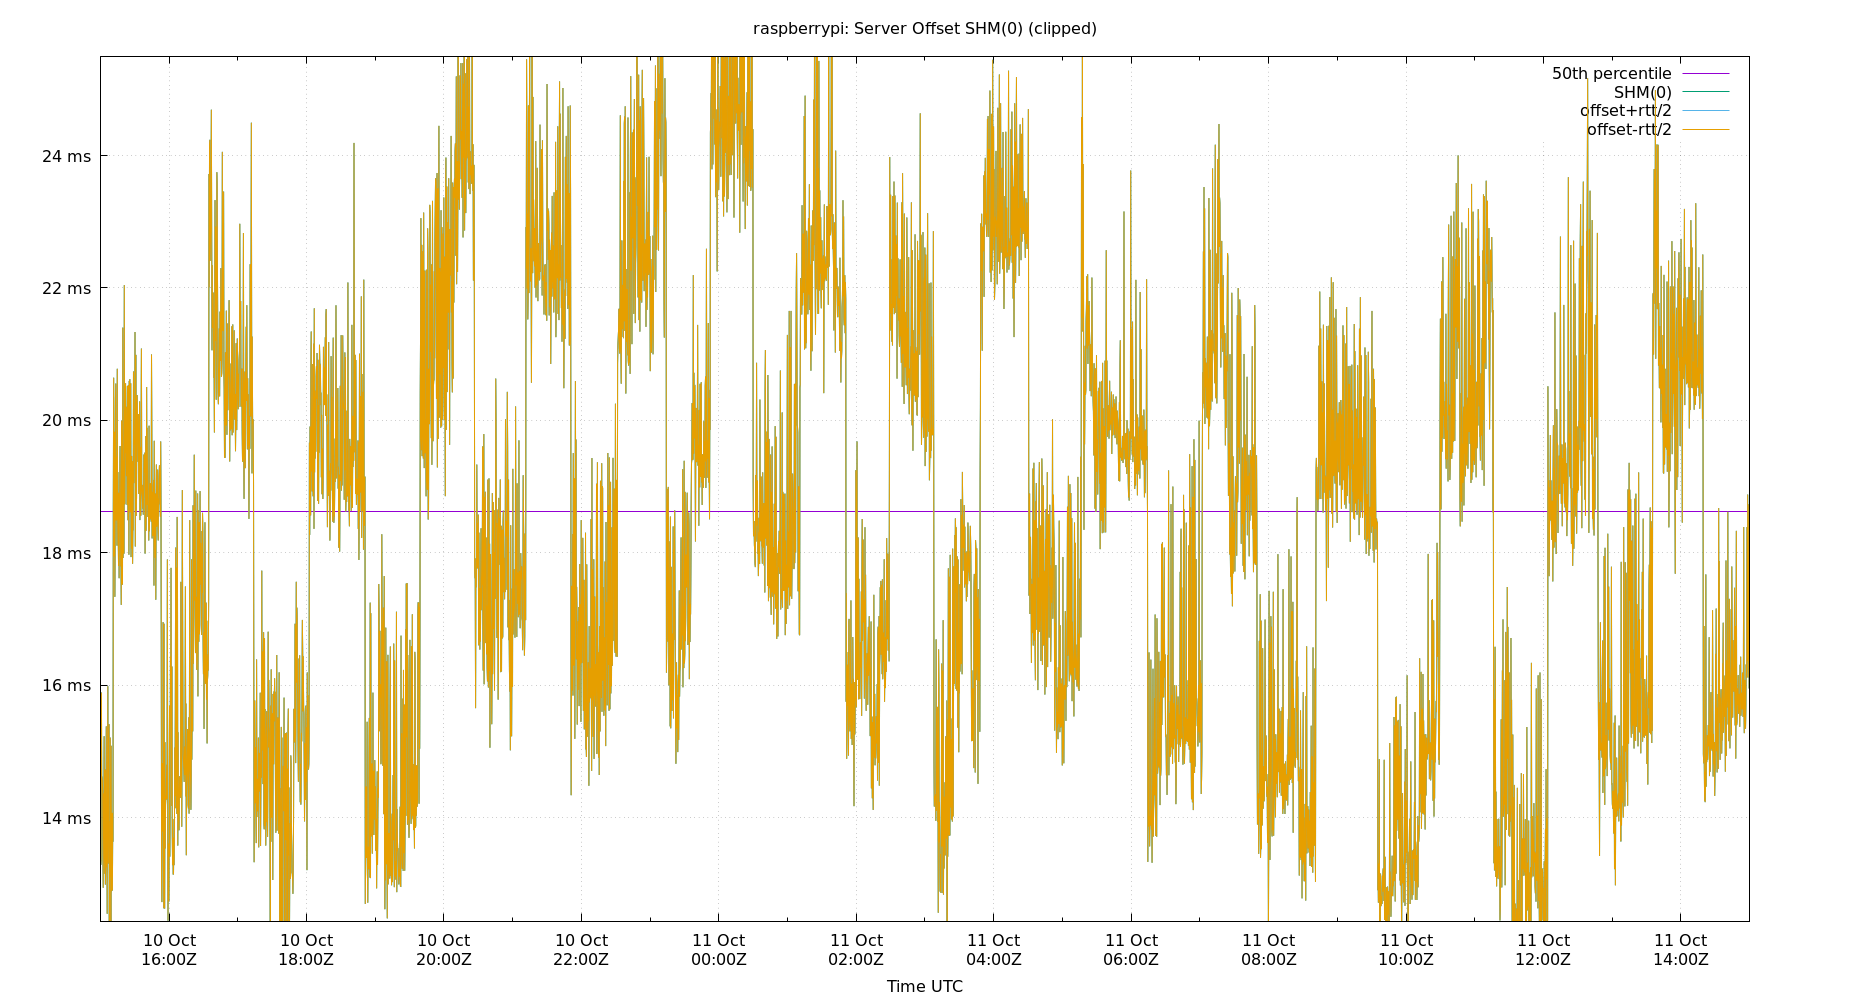 raspberrypi: Server Offset SHM(0) (clipped)
50th percentile
SHM(0)
offset+rtt/2
offset-rtt/2
24 ms
22 ms
20 ms
18 ms
16 ms
14 ms
10 Oct 10 Oct 10 Oct 10 Oct 11 Oct 11 Oct 11 Oct 11 Oct 11 Oct 11 Oct 11 Oct 11 Oct
16:00Z 18:00Z 20:00Z 22:00Z 00:00Z 02:00Z 04:00Z 06:00Z 08:00Z 10:00Z 12:00Z 14:00Z
Time UTC